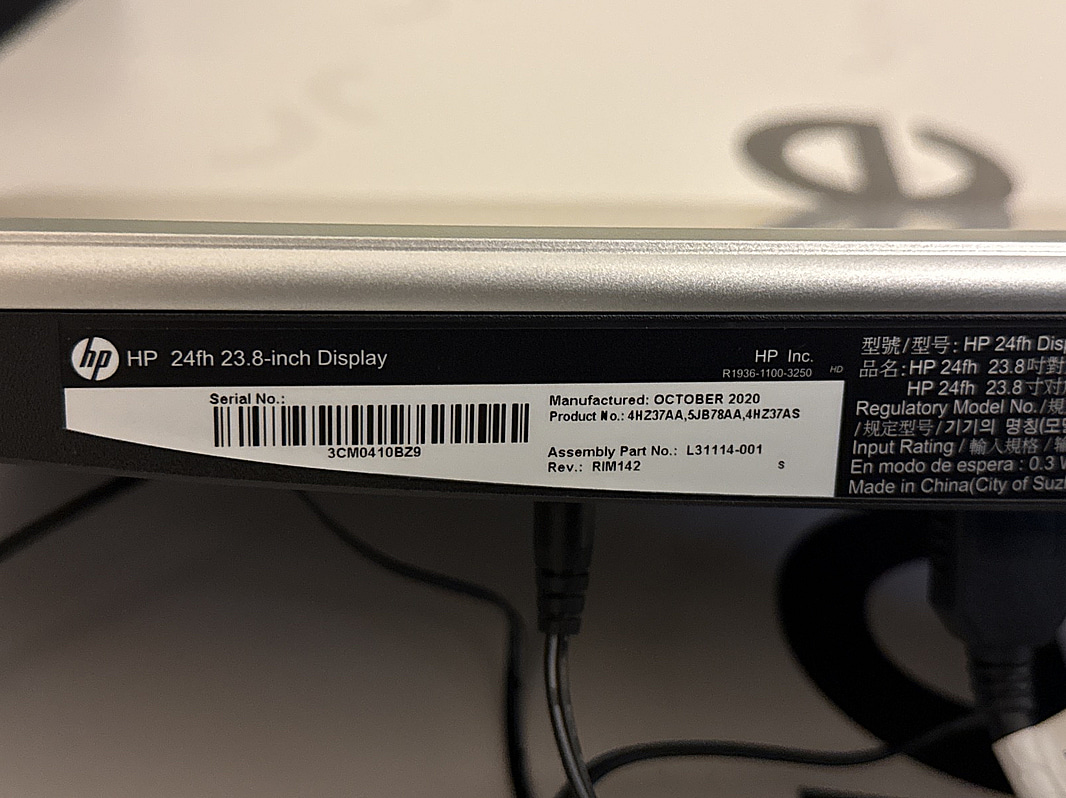 hp HP 24fh 23.8-inch Display
HP Inc.
R1936-1100-3250 HD
Serial No.:
3CM0410BZ9
Manufactured: OCTOBER 2020
Product No.: 4HZ37AA,5JB78AA,4HZ37AS
Assembly Part No.: L31114-001
Rev.: RIM142 S
型號/型号: HP 24fh
品名: HP 24fh 23.8吋
HP 24fh 23.8寸
Regulatory Model No./
/规定型号/기기의 명칭
Input Rating / 輸入規格 /
En modo de espera : 0.3
Made in China(City of